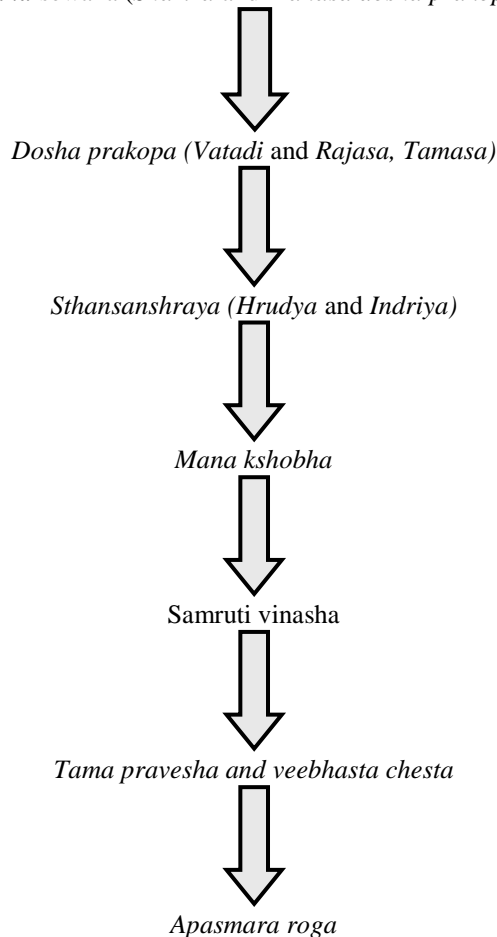 Dosha prakopa (Vatadi and Rajasa, Tamasa)
Sthansanshraya (Hrudya and Indriya)
Mana kshobha
Samruti vinasha
Tama pravesha and veebhasta chesta
Apasmara roga